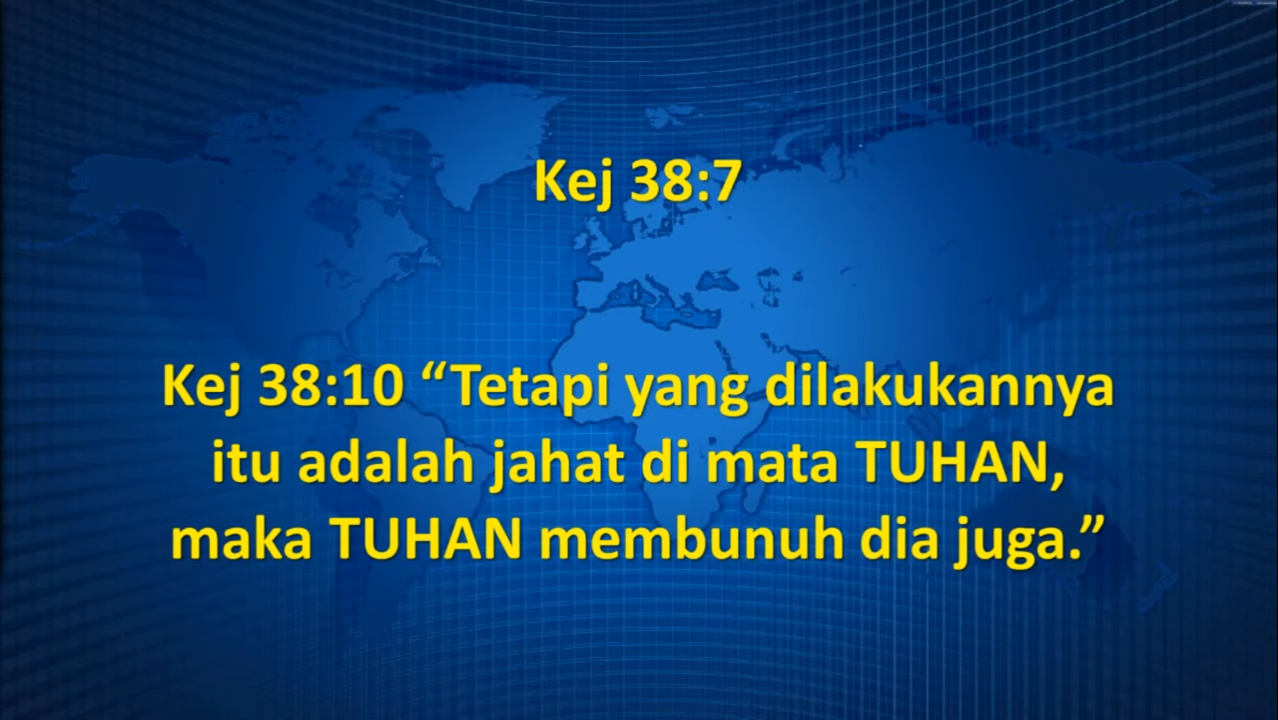 Kej 38:7
Kej 38:10 “Tetapi yang dilakukannya
itu adalah jahat di mata TUHAN,
maka TUHAN membunuh dia juga.”